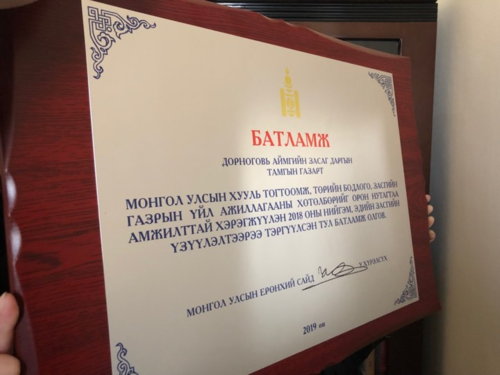 БАТЛАМЖ
ДОРНОГОВЬ АЙМГИЙН ЗАСАГ ДАРГЫН
ТАМГЫН ГАЗАРТ
МОНГОЛ УЛСЫН ХУУЛЬ ТОГТООМЖ, ТӨРИЙН БОДЛОГО, ЗАСГИЙН
ГАЗРЫН ҮЙЛ АЖИЛЛАГААНЫ ХӨТӨЛБӨРИЙГ ОРОН НУТАГТАА
АМЖИЛТТАЙ ХЭРЭГЖҮҮЛЭН 2018 ОНЫ НИЙГЭМ, ЭДИЙН ЗАСГИЙН
ҮЗҮҮЛЭЛТЭЭРЭЭ ТЭРГҮҮЛСЭН ТУЛ БАТЛАМЖ ОЛГОВ.
МОНГОЛ УЛСЫН ЕРӨНХИЙ САЙД У.ХҮРЭЛСҮХ
2019 он